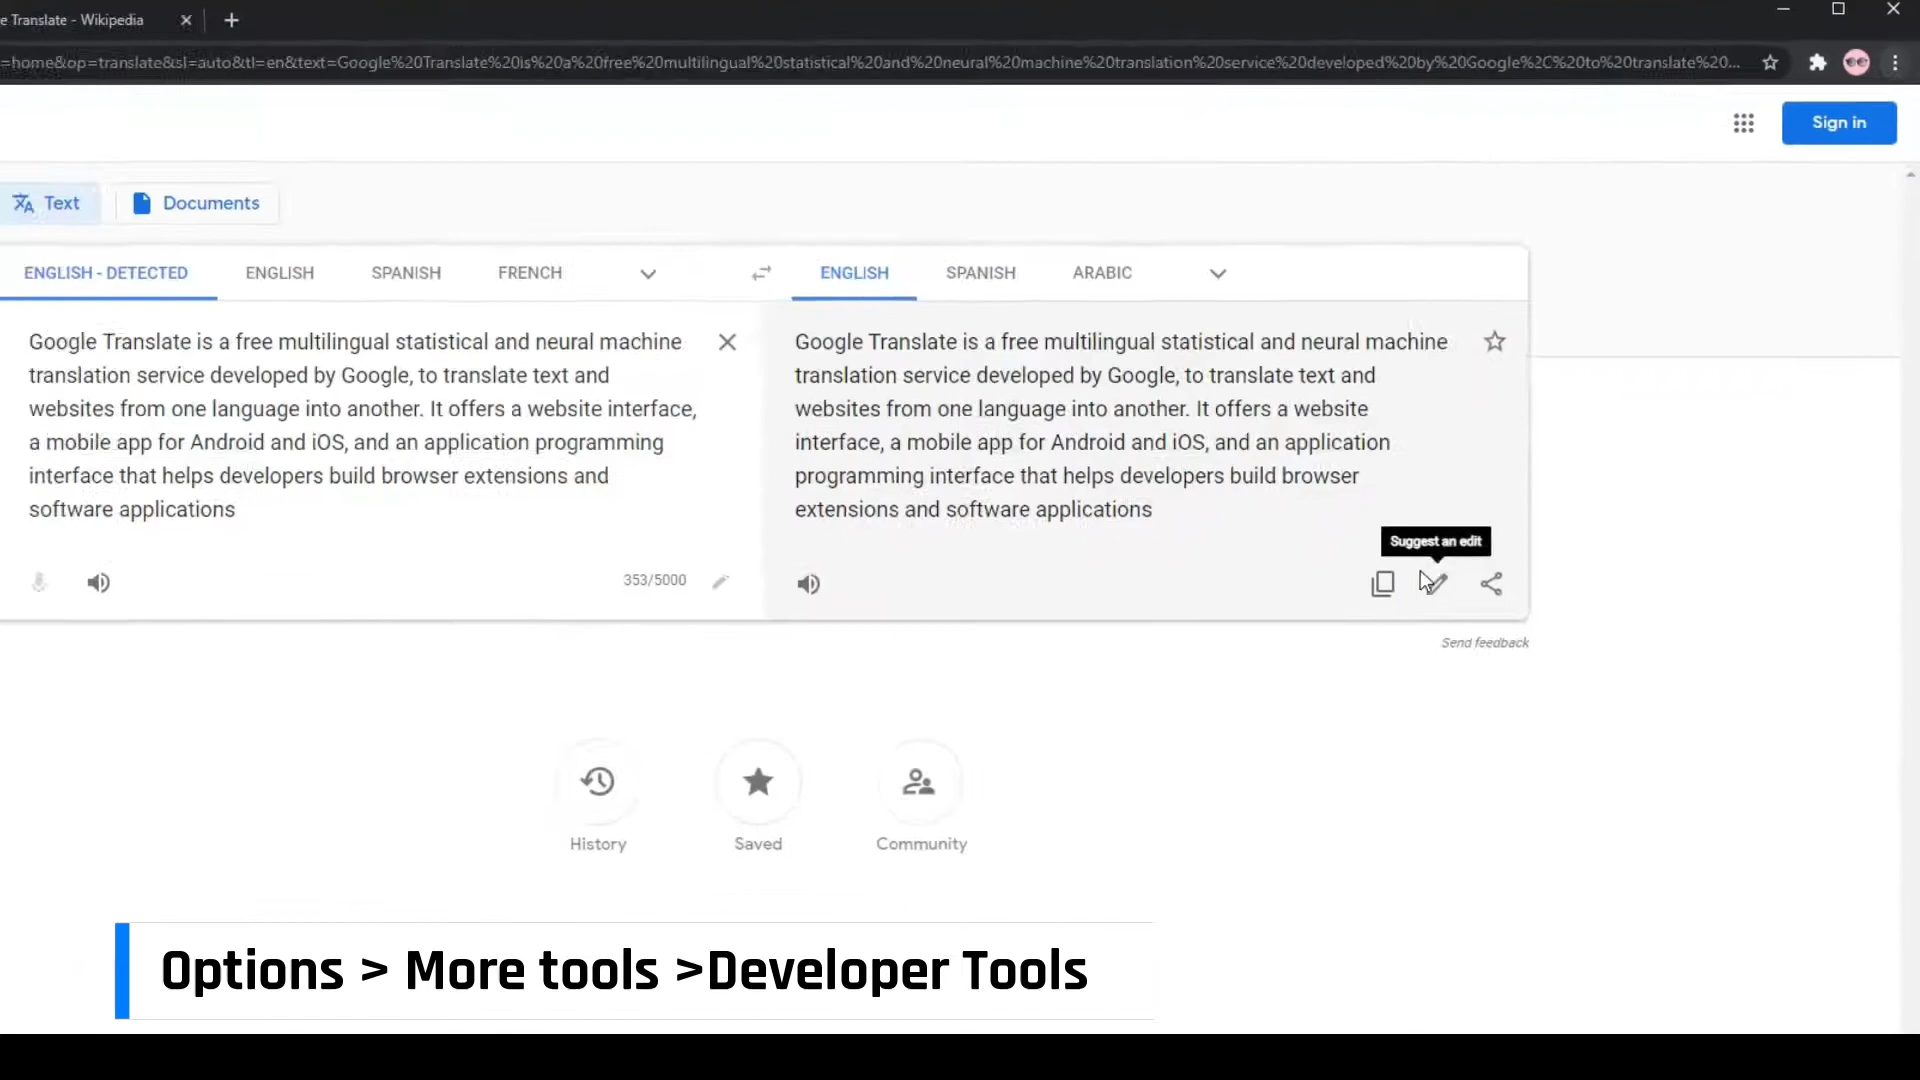 e Translate - Wikipedia
=home&op=translate&sl=auto&tl=en&text=Google%20Translate%20is%20a%20free%20multilingual%20statistical%20and%20neural%20machine%20translation%20service%20developed%20by%20Google%2C%20to%20translate%20...
Sign in
Text
Documents
ENGLISH - DETECTED ENGLISH SPANISH FRENCH
ENGLISH SPANISH ARABIC
Google Translate is a free multilingual statistical and neural machine
translation service developed by Google, to translate text and
websites from one language into another. It offers a website interface,
a mobile app for Android and iOS, and an application programming
interface that helps developers build browser extensions and
software applications
353/5000
Google Translate is a free multilingual statistical and neural machine
translation service developed by Google, to translate text and
websites from one language into another. It offers a website
interface, a mobile app for Android and iOS, and an application
programming interface that helps developers build browser
extensions and software applications
Suggest an edit
Send feedback
History
Saved
Community
Options > More tools >Developer Tools